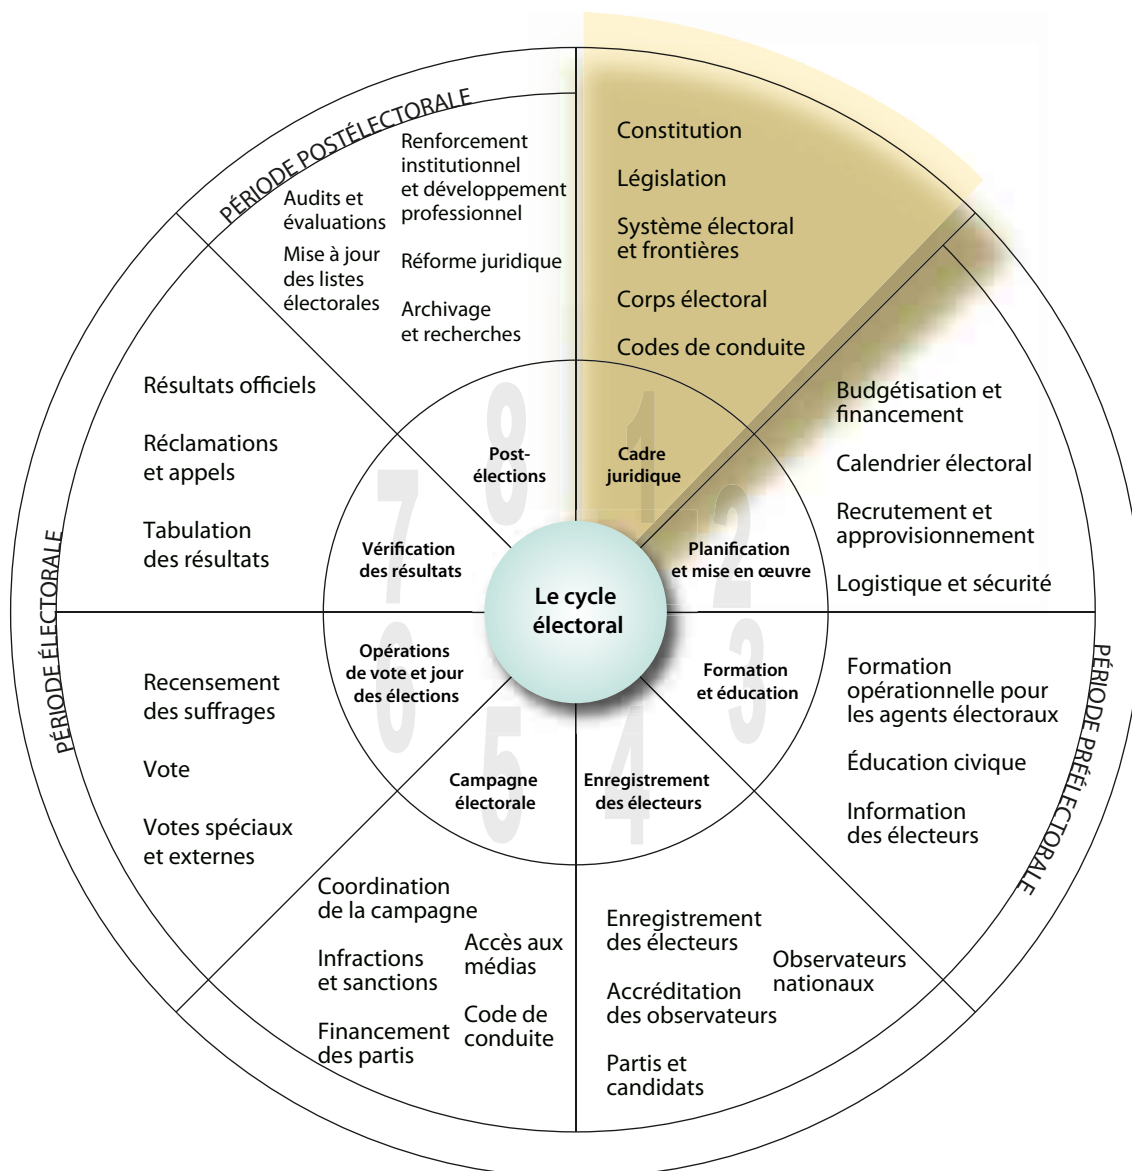 Le cycle
électoral
PÉRIODE PRÉÉLECTORALE
1
Cadre
juridique
Constitution
Législation
Système électoral
et frontières
Corps électoral
Codes de conduite
2
Planification
et mise en œuvre
Budgétisation et
financement
Calendrier électoral
Recrutement et
approvisionnement
Logistique et sécurité
3
Formation
et éducation
Formation
opérationnelle pour
les agents électoraux
Éducation civique
Information
des électeurs
4
Enregistrement
des électeurs
Enregistrement
des électeurs
Observateurs
nationaux
Accréditation
des observateurs
Partis et
candidats
PÉRIODE ÉLECTORALE
5
Campagne
électorale
Coordination
de la campagne
Accès aux
médias
Infractions
et sanctions
Code de
conduite
Financement
des partis
6
Opérations
de vote et jour
des élections
Recensement
des suffrages
Vote
Votes spéciaux
et externes
7
Vérification
des résultats
Résultats officiels
Réclamations
et appels
Tabulation
des résultats
PÉRIODE POSTÉLECTORALE
8
Post-
élections
Renforcement
institutionnel
et développement
professionnel
Audits et
évaluations
Mise à jour
des listes
électorales
Réforme juridique
Archivage
et recherches